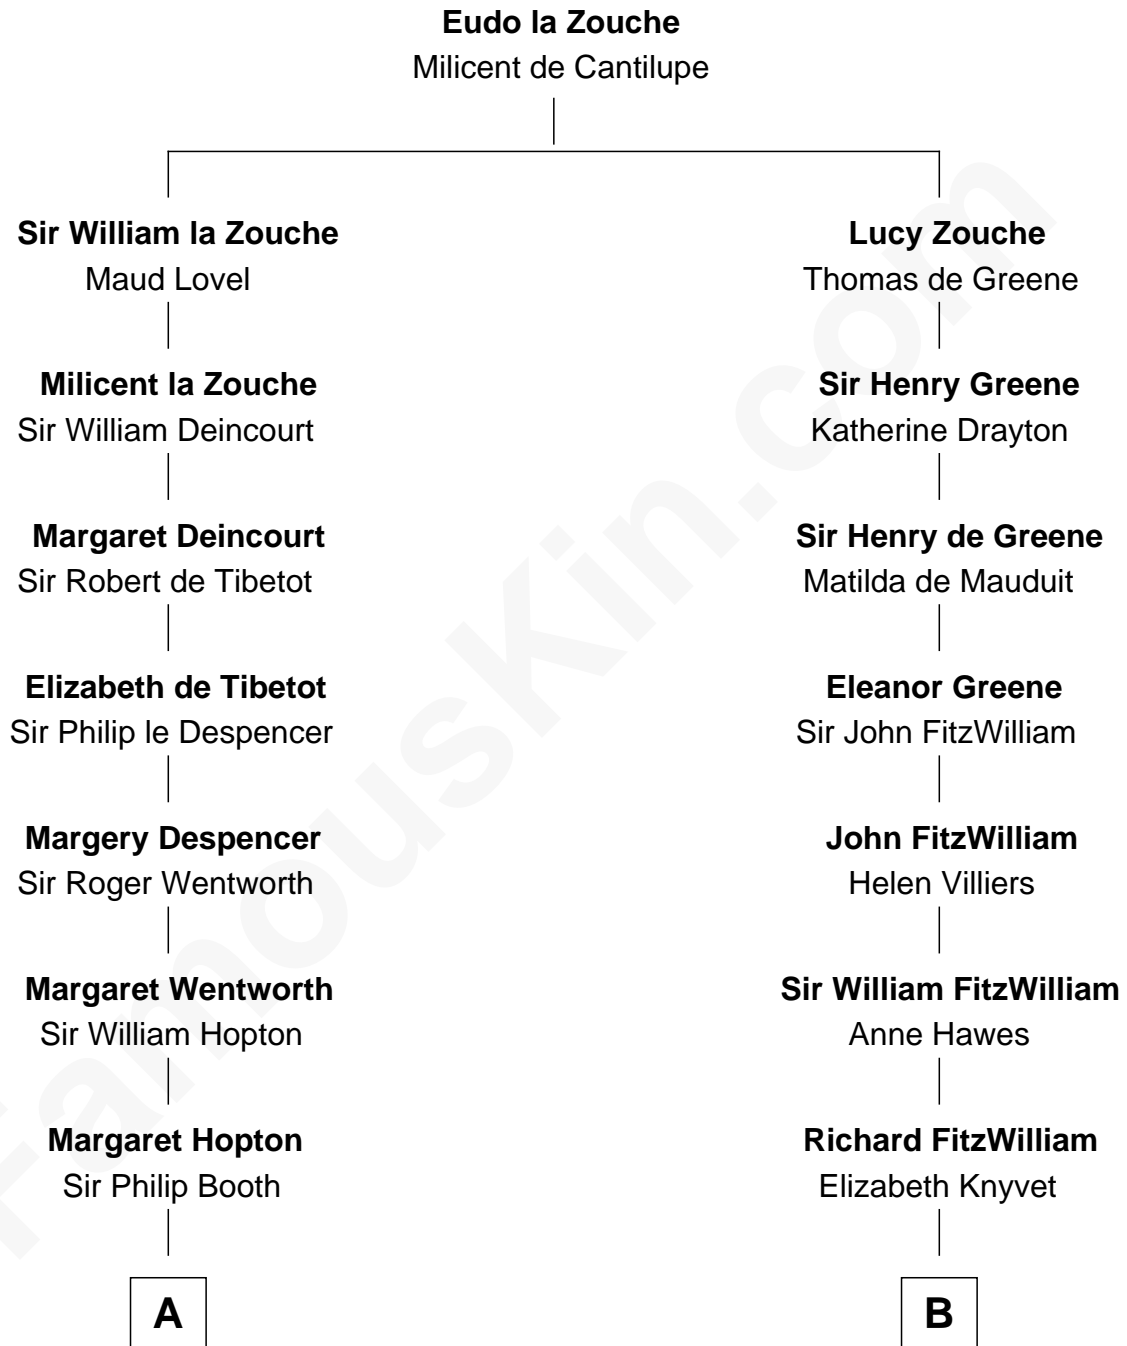 Eudo la Zouche
Milicent de Cantilupe
Sir William la Zouche
Maud Lovel
Milicent la Zouche
Sir William Deincourt
Margaret Deincourt
Sir Robert de Tibetot
Elizabeth de Tibetot
Sir Philip le Despencer
Margery Despencer
Sir Roger Wentworth
Margaret Wentworth
Sir William Hopton
Margaret Hopton
Sir Philip Booth
A
Lucy Zouche
Thomas de Greene
Sir Henry Greene
Katherine Drayton
Sir Henry de Greene
Matilda de Mauduit
Eleanor Greene
Sir John FitzWilliam
John FitzWilliam
Helen Villiers
Sir William FitzWilliam
Anne Hawes
Richard FitzWilliam
Elizabeth Knyvet
B
FamousKin.com